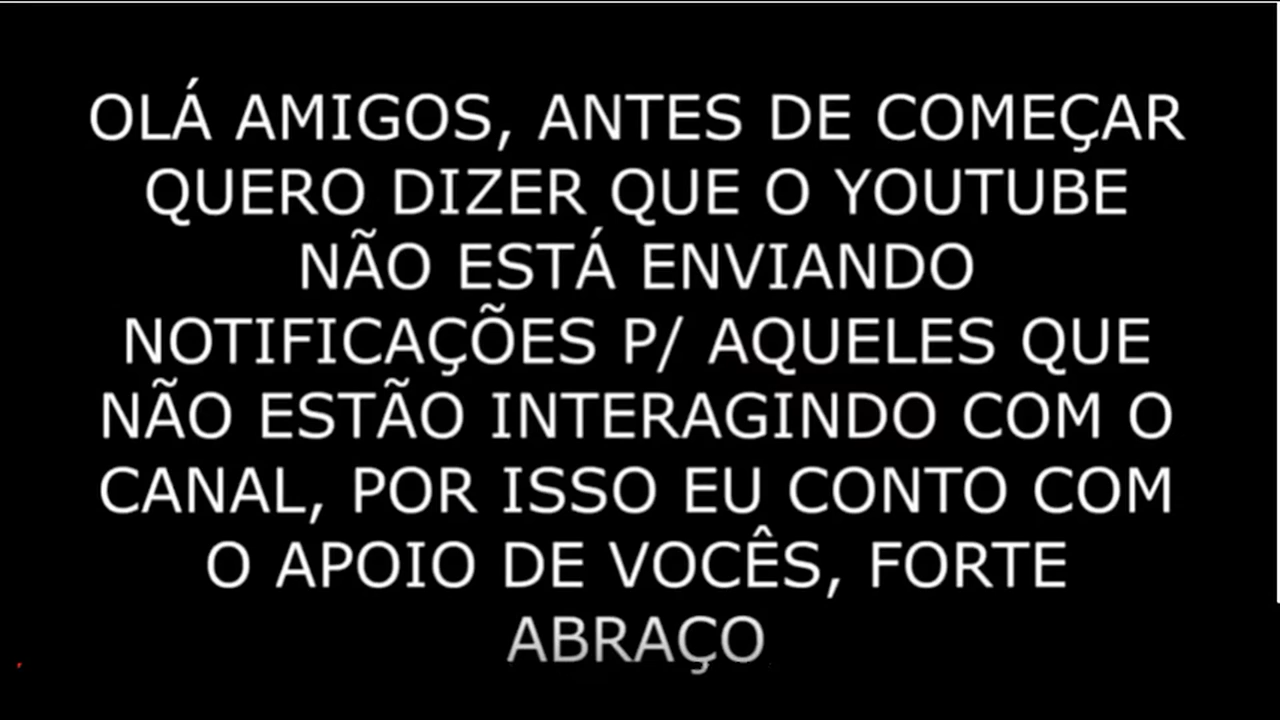 OLÁ AMIGOS, ANTES DE COMEÇAR
QUERO DIZER QUE O YOUTUBE
NÃO ESTÁ ENVIANDO
NOTIFICAÇÕES P/ AQUELES QUE
NÃO ESTÃO INTERAGINDO COM O
CANAL, POR ISSO EU CONTO COM
O APOIO DE VOCÊS, FORTE
ABRAÇO